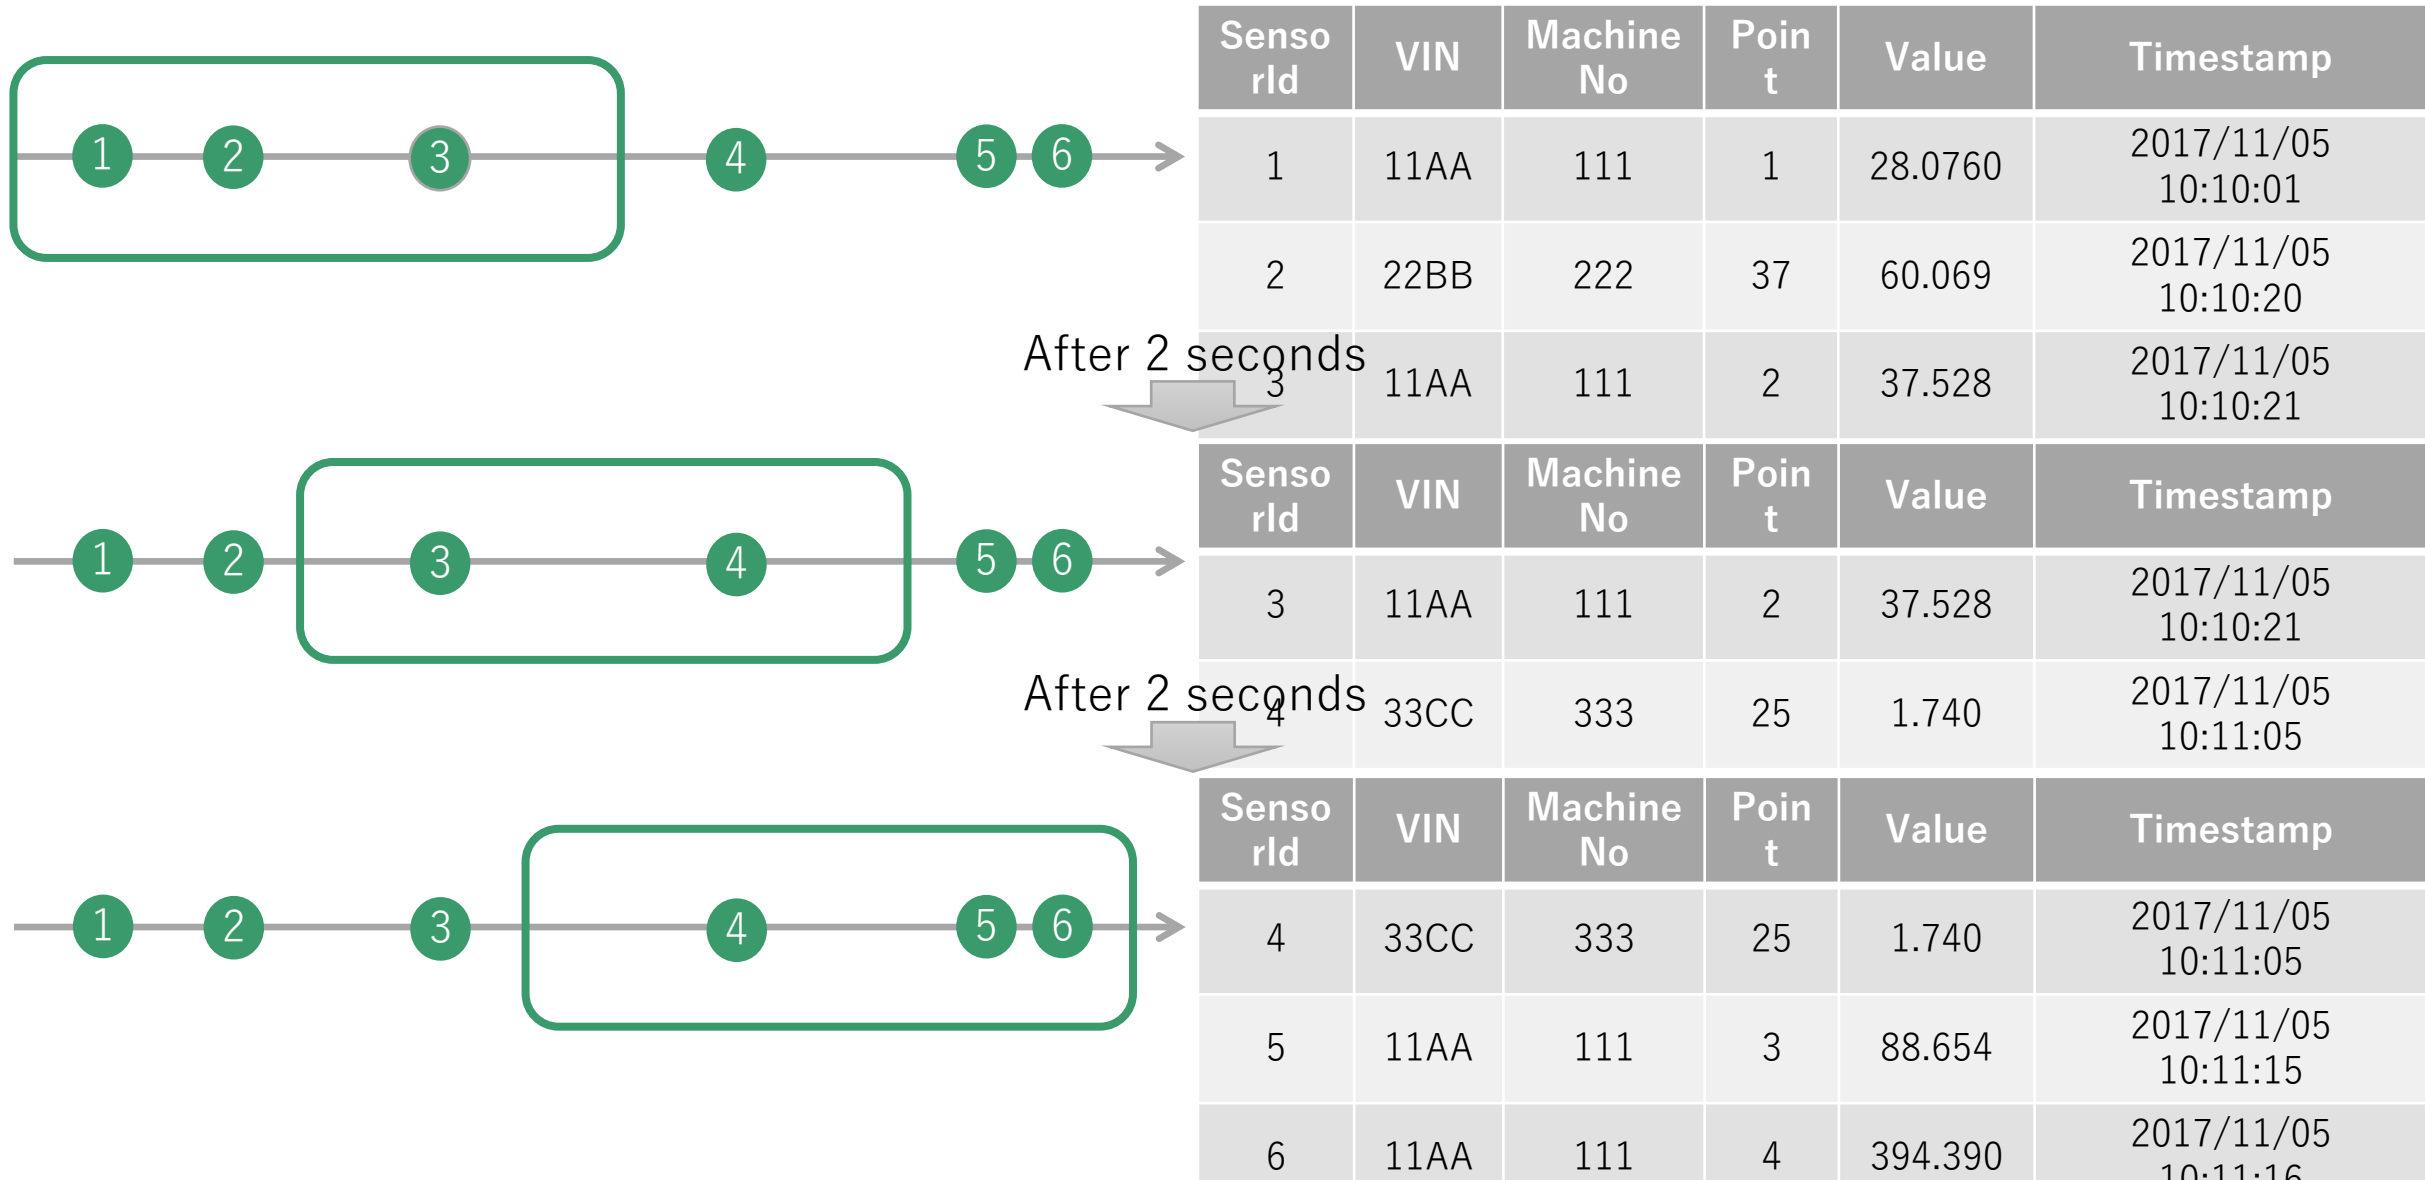 1 2 3 4 5 6
Senso
rId
VIN
Machine
No
Poin
t
Value
Timestamp
1 11AA 111 1 28.0760 2017/11/05
10:10:01
2 22BB 222 37 60.069 2017/11/05
10:10:20
After 2 seconds
3 11AA 111 2 37.528 2017/11/05
10:10:21
1 2 3 4 5 6
Senso
rId
VIN
Machine
No
Poin
t
Value
Timestamp
3 11AA 111 2 37.528 2017/11/05
10:10:21
After 2 seconds
4 33CC 333 25 1.740 2017/11/05
10:11:05
1 2 3 4 5 6
Senso
rId
VIN
Machine
No
Poin
t
Value
Timestamp
4 33CC 333 25 1.740 2017/11/05
10:11:05
5 11AA 111 3 88.654 2017/11/05
10:11:15
6 11AA 111 4 394.390 2017/11/05
10:11:16